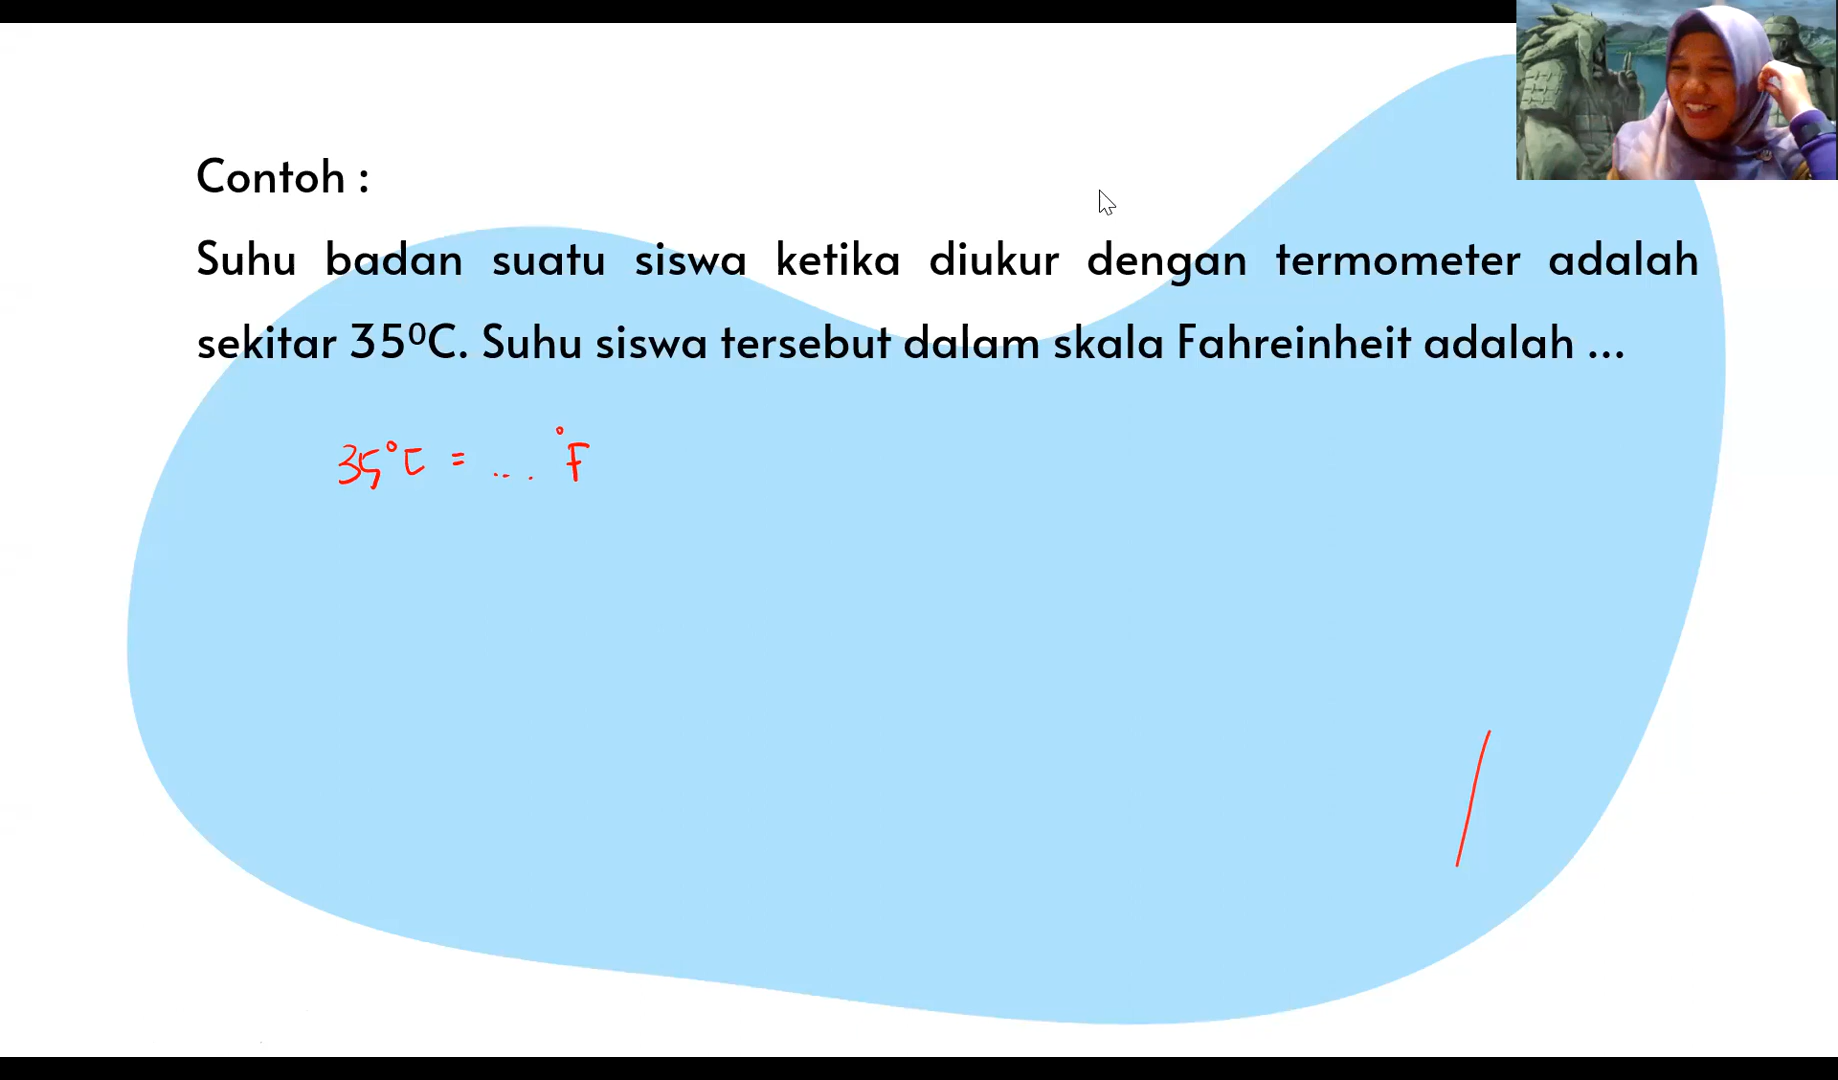 Contoh :
Suhu badan suatu siswa ketika diukur dengan termometer adalah
sekitar 35⁰C. Suhu siswa tersebut dalam skala Fahreinheit adalah ...
35°C = ... °F